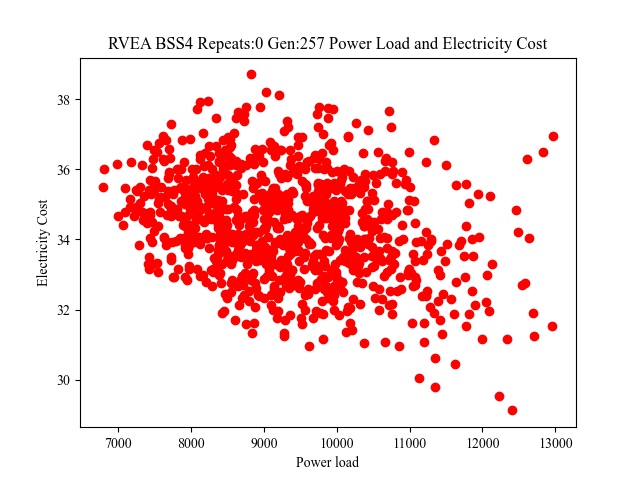 RVEA BSS4 Repeats:0 Gen:257 Power Load and Electricity Cost
38
36
34
32
30
Electricity Cost
7000 8000 9000 10000 11000 12000 13000
Power load